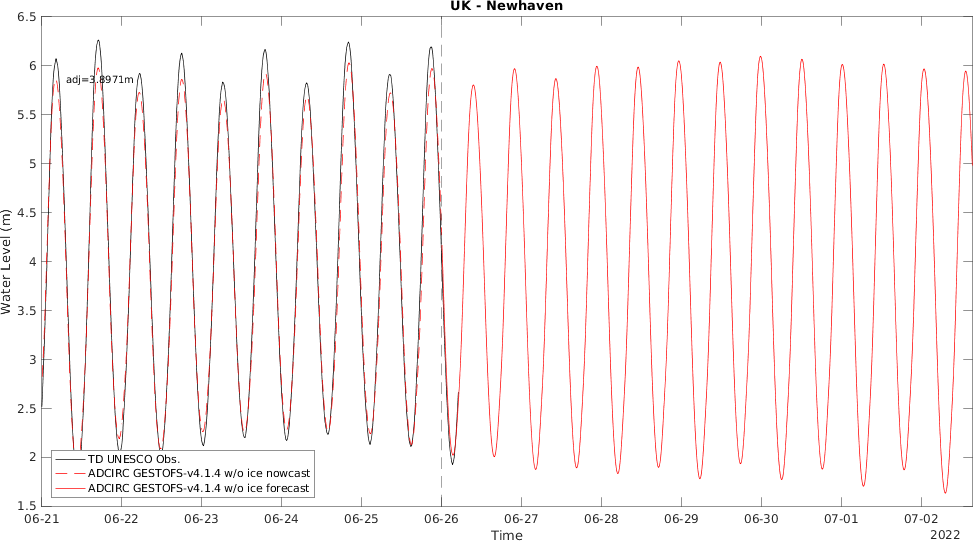 UK - Newhaven
6.5
6
5.5
5
4.5
4
3.5
3
2.5
2
1.5
Water Level (m)
adj=3.8971m
TD UNESCO Obs.
ADCIRC GESTOFS-v4.1.4 w/o ice nowcast
ADCIRC GESTOFS-v4.1.4 w/o ice forecast
06-21 06-22 06-23 06-24 06-25 06-26 06-27 06-28 06-29 06-30 07-01 07-02
Time
2022